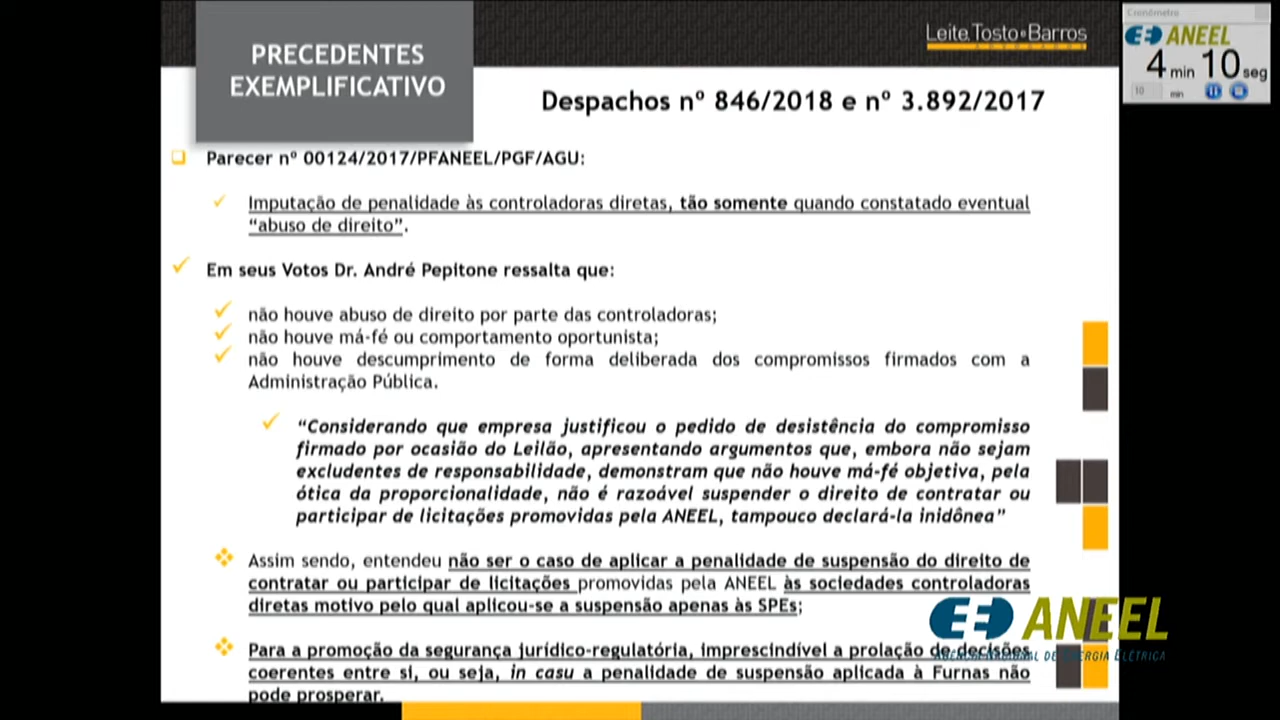 PRECEDENTES
EXEMPLIFICATIVO
Leite,Tosto e Barros
ADVOGADOS
Cronômetro
ANEEL
4 min 10 seg
10 min
Despachos nº 846/2018 e nº 3.892/2017
Parecer nº 00124/2017/PFANEEL/PGF/AGU:
Imputação de penalidade às controladoras diretas, tão somente quando constatado eventual
“abuso de direito”.
Em seus Votos Dr. André Pepitone ressalta que:
não houve abuso de direito por parte das controladoras;
não houve má-fé ou comportamento oportunista;
não houve descumprimento de forma deliberada dos compromissos firmados com a
Administração Pública.
“Considerando que empresa justificou o pedido de desistência do compromisso
firmado por ocasião do Leilão, apresentando argumentos que, embora não sejam
excludentes de responsabilidade, demonstram que não houve má-fé objetiva, pela
ótica da proporcionalidade, não é razoável suspender o direito de contratar ou
participar de licitações promovidas pela ANEEL, tampouco declará-la inidônea”
Assim sendo, entendeu não ser o caso de aplicar a penalidade de suspensão do direito de
contratar ou participar de licitações promovidas pela ANEEL às sociedades controladoras
diretas motivo pelo qual aplicou-se a suspensão apenas às SPEs;
Para a promoção da segurança jurídico-regulatória, imprescindível a prolação de decisões
coerentes entre si, ou seja, in casu a penalidade de suspensão aplicada à Furnas não
pode prosperar.
ANEEL
AGÊNCIA NACIONAL DE ENERGIA ELÉTRICA